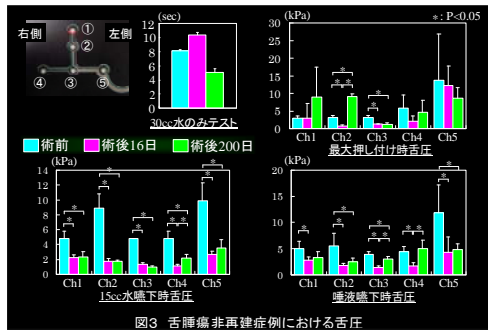 右側 左側
①
②
④ ③ ⑤
(sec)
12
10
8
6
4
2
0
30cc水のみテスト
(kPa)
*: P<0.05
30
25
20
15
10
5
0
* * *
* * *
Ch1 Ch2 Ch3 Ch4 Ch5
最大押し付け時舌圧
術前 術後16日 術後200日
(kPa)
14
12
10
8
6
4
2
0
* * * * * * * * * * *
Ch1 Ch2 Ch3 Ch4 Ch5
15cc水嚥下時舌圧
(kPa)
20
15
10
5
0
* * * * * * * * * * *
Ch1 Ch2 Ch3 Ch4 Ch5
唾液嚥下時舌圧
図3 舌腫瘍非再建症例における舌圧